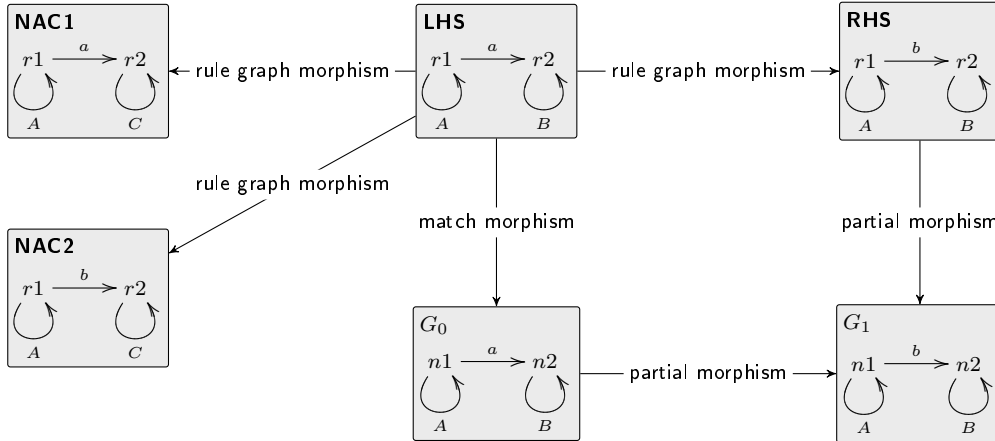 NAC1
r1 a r2
A C
LHS
r1 a r2
A B
RHS
r1 b r2
A B
rule graph morphism
rule graph morphism
rule graph morphism
match morphism
partial morphism
NAC2
r1 b r2
A C
G0
n1 a n2
A B
partial morphism
G1
n1 b n2
A B